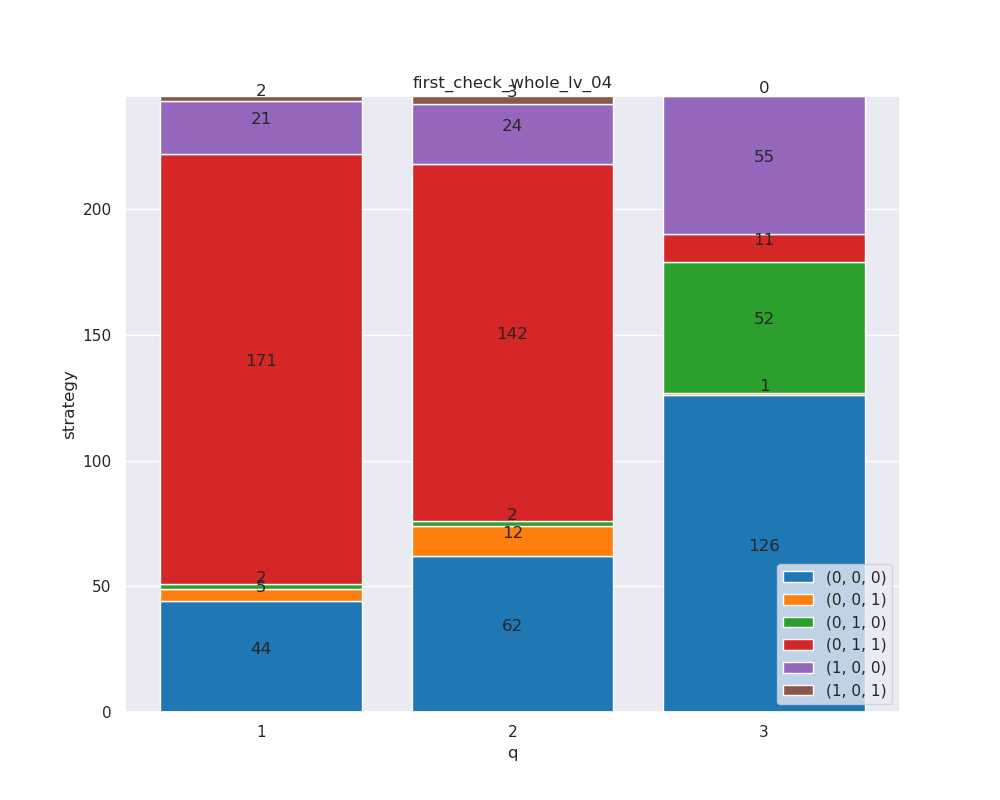 first_check_whole_lv_04
2
3
0
21
24
55
200
11
52
150
171
142
1
strategy
100
2
12
126
50
2
5
(0, 0, 0)
(0, 0, 1)
(0, 1, 0)
62
(0, 1, 1)
44
(1, 0, 0)
(1, 0, 1)
0
1
2
3
q